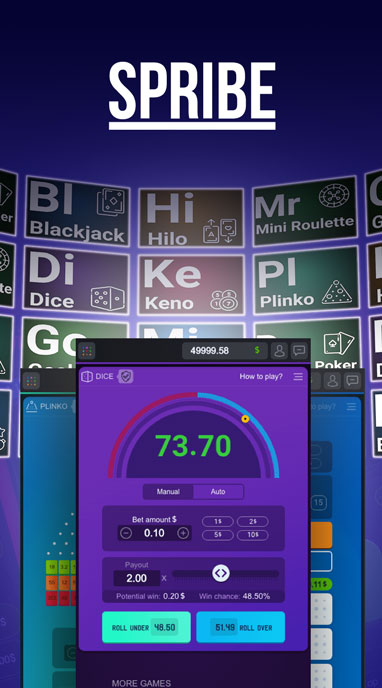 SPRIBE
Bl
Blackjack
Hi
Hilo
Mr
Mini Roulette
Di
Dice
Ke
Keno
Pl
Plinko
Go
Mi
Poker
49999.58 $
PLINKO
DICE
How to play?
73.70
Manual
Auto
Bet amount $
0.10
1$
2$
5$
10$
Payout
2.00 x
Potential win: 0.20 $
Win chance: 48.50%
ROLL UNDER 48.50
51.49 ROLL OVER
MORE GAMES